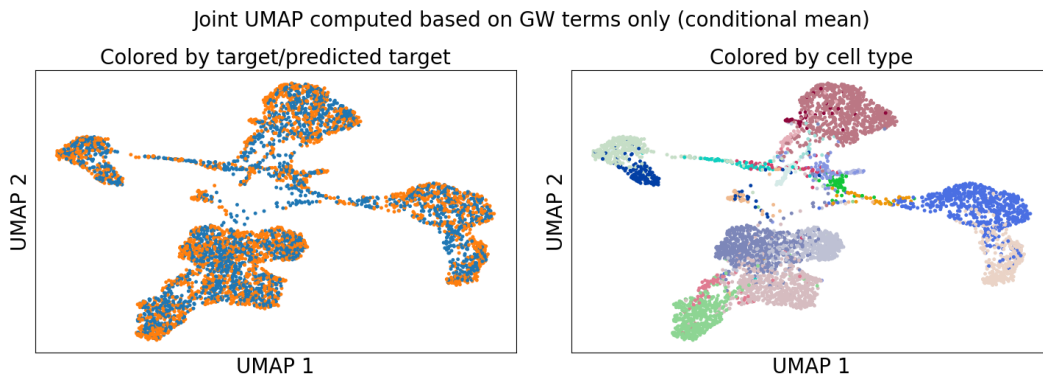 Joint UMAP computed based on GW terms only (conditional mean)
Colored by target/predicted target
Colored by cell type
UMAP 2
UMAP 2
UMAP 1
UMAP 1